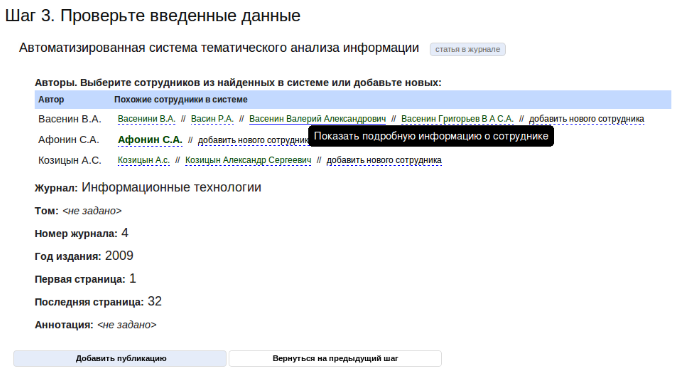 Шаг 3. Проверьте введенные данные
Автоматизированная система тематического анализа информации статья в журнале
Авторы. Выберите сотрудников из найденных в системе или добавьте новых:
Автор Похожие сотрудники в системе
Васенин В.А. Васенини В.А. // Васин Р.А. // Васенин Валерий Александрович // Васенин Григорьев В А С.А. // добавить нового сотрудника
Показать подробную информацию о сотруднике
Афонин С.А. Афонин С.А. // добавить нового сотрудник
Козицын А.С. Козицын А.с. // Козицын Александр Сергеевич // добавить нового сотрудника
Журнал: Информационные технологии
Том: <не задано>
Номер журнала: 4
Год издания: 2009
Первая страница: 1
Последняя страница: 32
Аннотация: <не задано>
Добавить публикацию Вернуться на предыдущий шаг